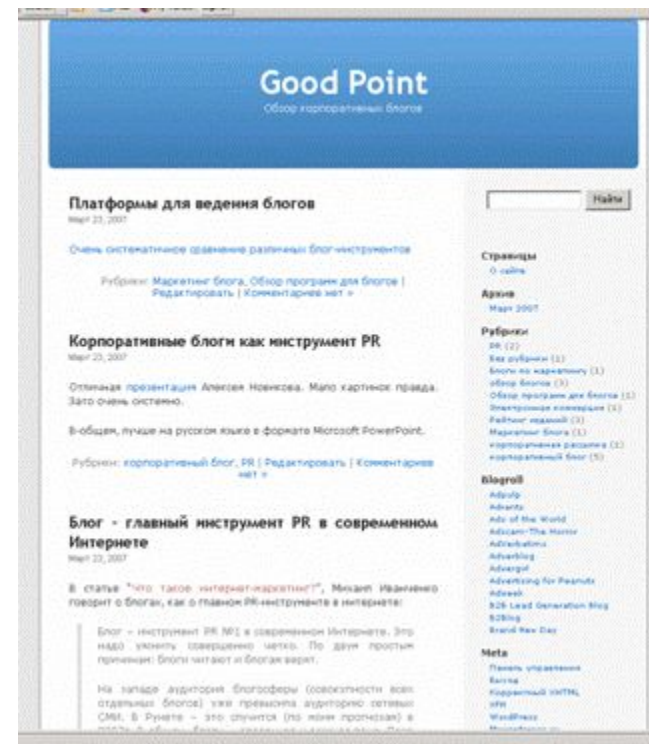 Good Point
Обзор корпоративных блогов
Платформы для ведения блогов
Март 23, 2007
Очень систематичное сравнение различных блог-инструментов
Рубрики: Маркетинг блога, Обзор программ для блогов |
Редактировать | Комментариев нет »
Корпоративные блоги как инструмент PR
Март 23, 2007
Отличная презентация Алексея Новикова. Мало картинок правда.
Зато очень системно.
В-общем, лучшее на русском языке в формате Microsoft PowerPoint.
Рубрики: корпоративный блог, PR | Редактировать | Комментариев
нет »
Блог - главный инструмент PR в современном
Интернете
Март 22, 2007
В статье "Что такое интернет-маркетинг?", Михаил Иванченко
говорит о блогах, как о главном PR-инструменте в интернете:
Блог – инструмент PR №1 в современном Интернете. Это
надо уяснить совершенно четко. По двум простым
причинам: блоги читают и блогам верят.
На западе аудитория блогосферы (совокупности всех
отдельных блогов) уже превысила аудиторию сетевых
СМИ. В Рунете – это случится (по моим прогнозам) в
Найти
Страницы
О сайте
Архив
Март 2007
Рубрики
PR (2)
Без рубрики (1)
Блоги по маркетингу (1)
обзор блогов (3)
Обзор программ для блогов (1)
Электронная коммерция (1)
Рейтинг изданий (3)
Маркетинг блога (1)
корпоративная рассылка (1)
корпоративный блог (5)
Blogroll
Adpulp
Adrants
Ads of the World
Adscam-The Horror
Adverbatims
Adverblog
Advergirl
Advertising for Peanuts
Adweek
B2B Lead Generation Blog
B2Blog
Brand New Day
Meta
Панель управления
Выход
Корректный XHTML
XFN
WordPress